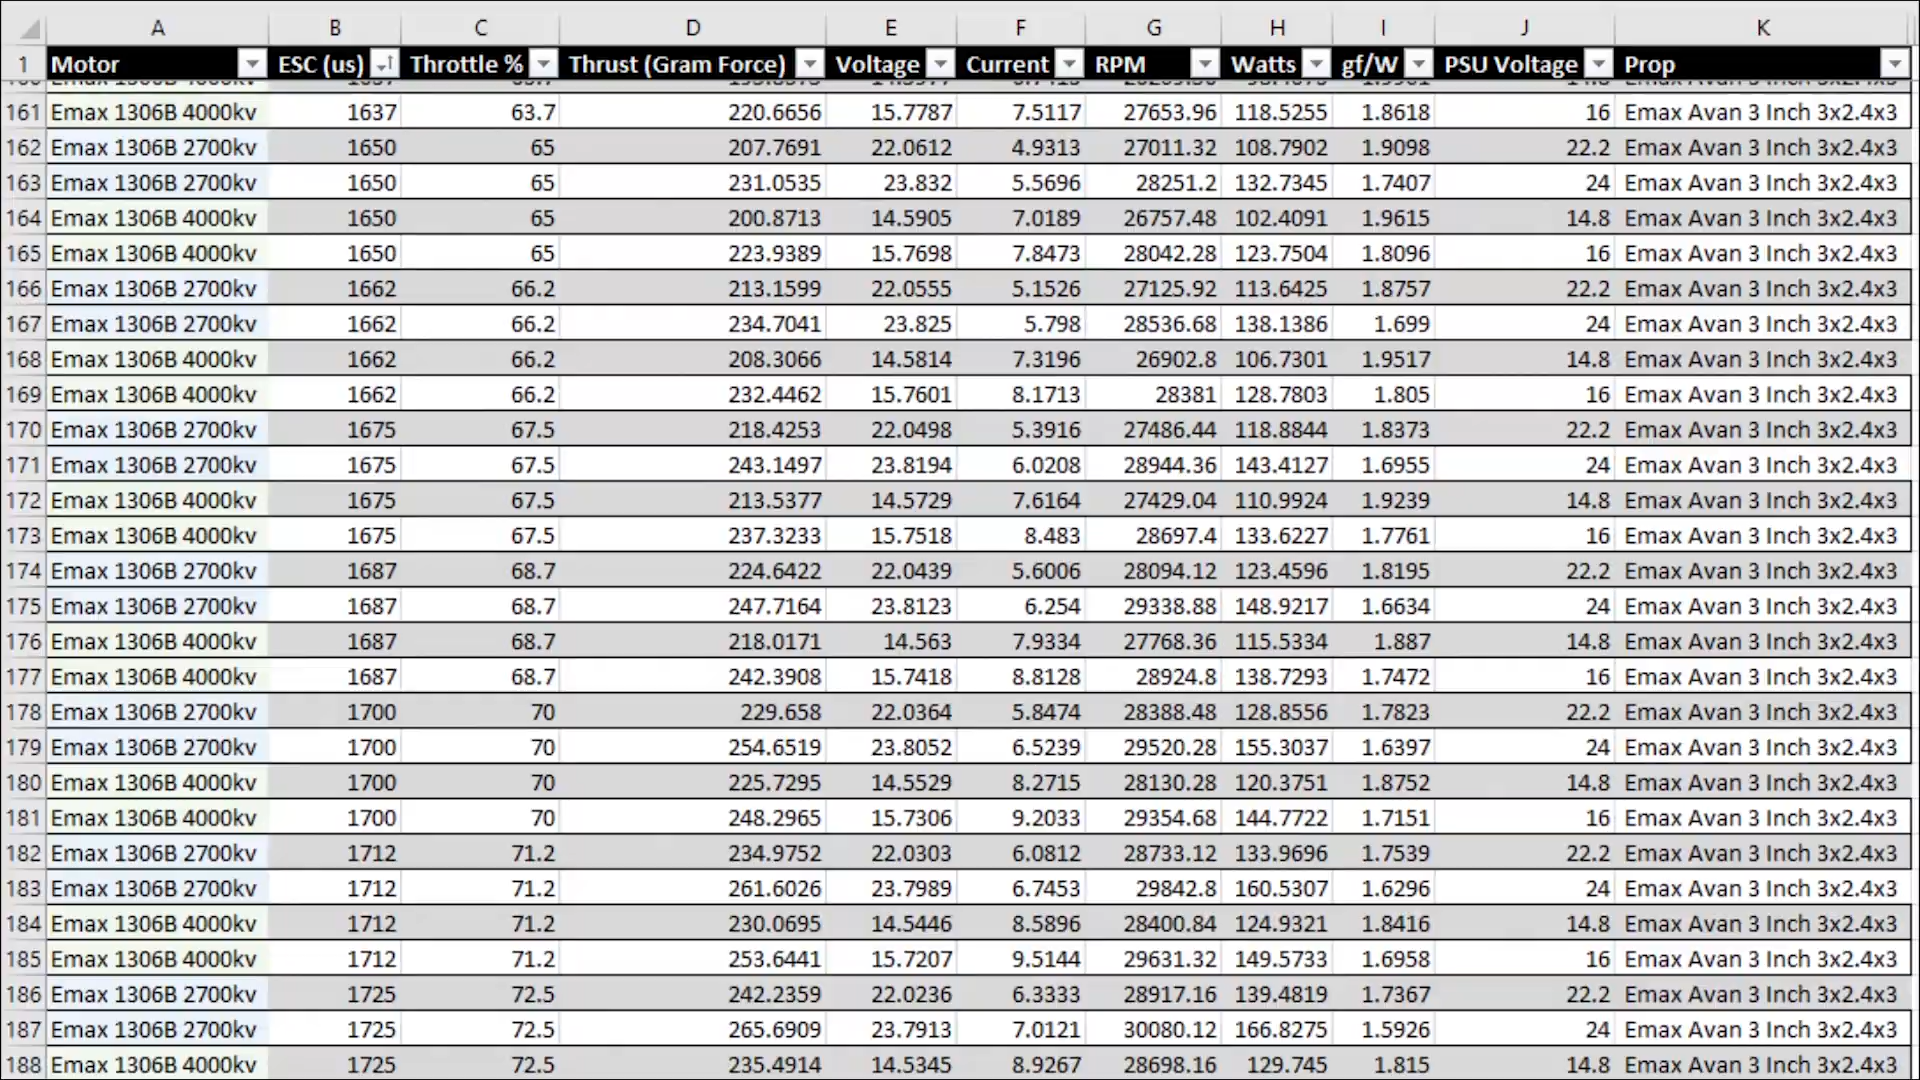 A B C D E F G H I J K
1 Motor ESC (us) Throttle % Thrust (Gram Force) Voltage Current RPM Watts gf/W PSU Voltage Prop
161 Emax 1306B 4000kv 1637 63.7 220.6656 15.7787 7.5117 27653.96 118.5255 1.8618 16 Emax Avan 3 Inch 3x2.4x3
162 Emax 1306B 2700kv 1650 65 207.7691 22.0612 4.9313 27011.32 108.7902 1.9098 22.2 Emax Avan 3 Inch 3x2.4x3
163 Emax 1306B 2700kv 1650 65 231.0535 23.832 5.5696 28251.2 132.7345 1.7407 24 Emax Avan 3 Inch 3x2.4x3
164 Emax 1306B 4000kv 1650 65 200.8713 14.5905 7.0189 26757.48 102.4091 1.9615 14.8 Emax Avan 3 Inch 3x2.4x3
165 Emax 1306B 4000kv 1650 65 223.9389 15.7698 7.8473 28042.28 123.7504 1.8096 16 Emax Avan 3 Inch 3x2.4x3
166 Emax 1306B 2700kv 1662 66.2 213.1599 22.0555 5.1526 27125.92 113.6425 1.8757 22.2 Emax Avan 3 Inch 3x2.4x3
167 Emax 1306B 2700kv 1662 66.2 234.7041 23.825 5.798 28536.68 138.1386 1.699 24 Emax Avan 3 Inch 3x2.4x3
168 Emax 1306B 4000kv 1662 66.2 208.3066 14.5814 7.3196 26902.8 106.7301 1.9517 14.8 Emax Avan 3 Inch 3x2.4x3
169 Emax 1306B 4000kv 1662 66.2 232.4462 15.7601 8.1713 28381 128.7803 1.805 16 Emax Avan 3 Inch 3x2.4x3
170 Emax 1306B 2700kv 1675 67.5 218.4253 22.0498 5.3916 27486.44 118.8844 1.8373 22.2 Emax Avan 3 Inch 3x2.4x3
171 Emax 1306B 2700kv 1675 67.5 243.1497 23.8194 6.0208 28944.36 143.4127 1.6955 24 Emax Avan 3 Inch 3x2.4x3
172 Emax 1306B 4000kv 1675 67.5 213.5377 14.5729 7.6164 27429.04 110.9924 1.9239 14.8 Emax Avan 3 Inch 3x2.4x3
173 Emax 1306B 4000kv 1675 67.5 237.3233 15.7518 8.483 28697.4 133.6227 1.7761 16 Emax Avan 3 Inch 3x2.4x3
174 Emax 1306B 2700kv 1687 68.7 224.6422 22.0439 5.6006 28094.12 123.4596 1.8195 22.2 Emax Avan 3 Inch 3x2.4x3
175 Emax 1306B 2700kv 1687 68.7 247.7164 23.8123 6.254 29338.88 148.9217 1.6634 24 Emax Avan 3 Inch 3x2.4x3
176 Emax 1306B 4000kv 1687 68.7 218.0171 14.563 7.9334 27768.36 115.5334 1.887 14.8 Emax Avan 3 Inch 3x2.4x3
177 Emax 1306B 4000kv 1687 68.7 242.3908 15.7418 8.8128 28924.8 138.7293 1.7472 16 Emax Avan 3 Inch 3x2.4x3
178 Emax 1306B 2700kv 1700 70 229.658 22.0364 5.8474 28388.48 128.8556 1.7823 22.2 Emax Avan 3 Inch 3x2.4x3
179 Emax 1306B 2700kv 1700 70 254.6519 23.8052 6.5239 29520.28 155.3037 1.6397 24 Emax Avan 3 Inch 3x2.4x3
180 Emax 1306B 4000kv 1700 70 225.7295 14.5529 8.2715 28130.28 120.3751 1.8752 14.8 Emax Avan 3 Inch 3x2.4x3
181 Emax 1306B 4000kv 1700 70 248.2965 15.7306 9.2033 29354.68 144.7722 1.7151 16 Emax Avan 3 Inch 3x2.4x3
182 Emax 1306B 2700kv 1712 71.2 234.9752 22.0303 6.0812 28733.12 133.9696 1.7539 22.2 Emax Avan 3 Inch 3x2.4x3
183 Emax 1306B 2700kv 1712 71.2 261.6026 23.7989 6.7453 29842.8 160.5307 1.6296 24 Emax Avan 3 Inch 3x2.4x3
184 Emax 1306B 4000kv 1712 71.2 230.0695 14.5446 8.5896 28400.84 124.9321 1.8416 14.8 Emax Avan 3 Inch 3x2.4x3
185 Emax 1306B 4000kv 1712 71.2 253.6441 15.7207 9.5144 29631.32 149.5733 1.6958 16 Emax Avan 3 Inch 3x2.4x3
186 Emax 1306B 2700kv 1725 72.5 242.2359 22.0236 6.3333 28917.16 139.4819 1.7367 22.2 Emax Avan 3 Inch 3x2.4x3
187 Emax 1306B 2700kv 1725 72.5 265.6909 23.7913 7.0121 30080.12 166.8275 1.5926 24 Emax Avan 3 Inch 3x2.4x3
188 Emax 1306B 4000kv 1725 72.5 235.4914 14.5345 8.9267 28698.16 129.745 1.815 14.8 Emax Avan 3 Inch 3x2.4x3